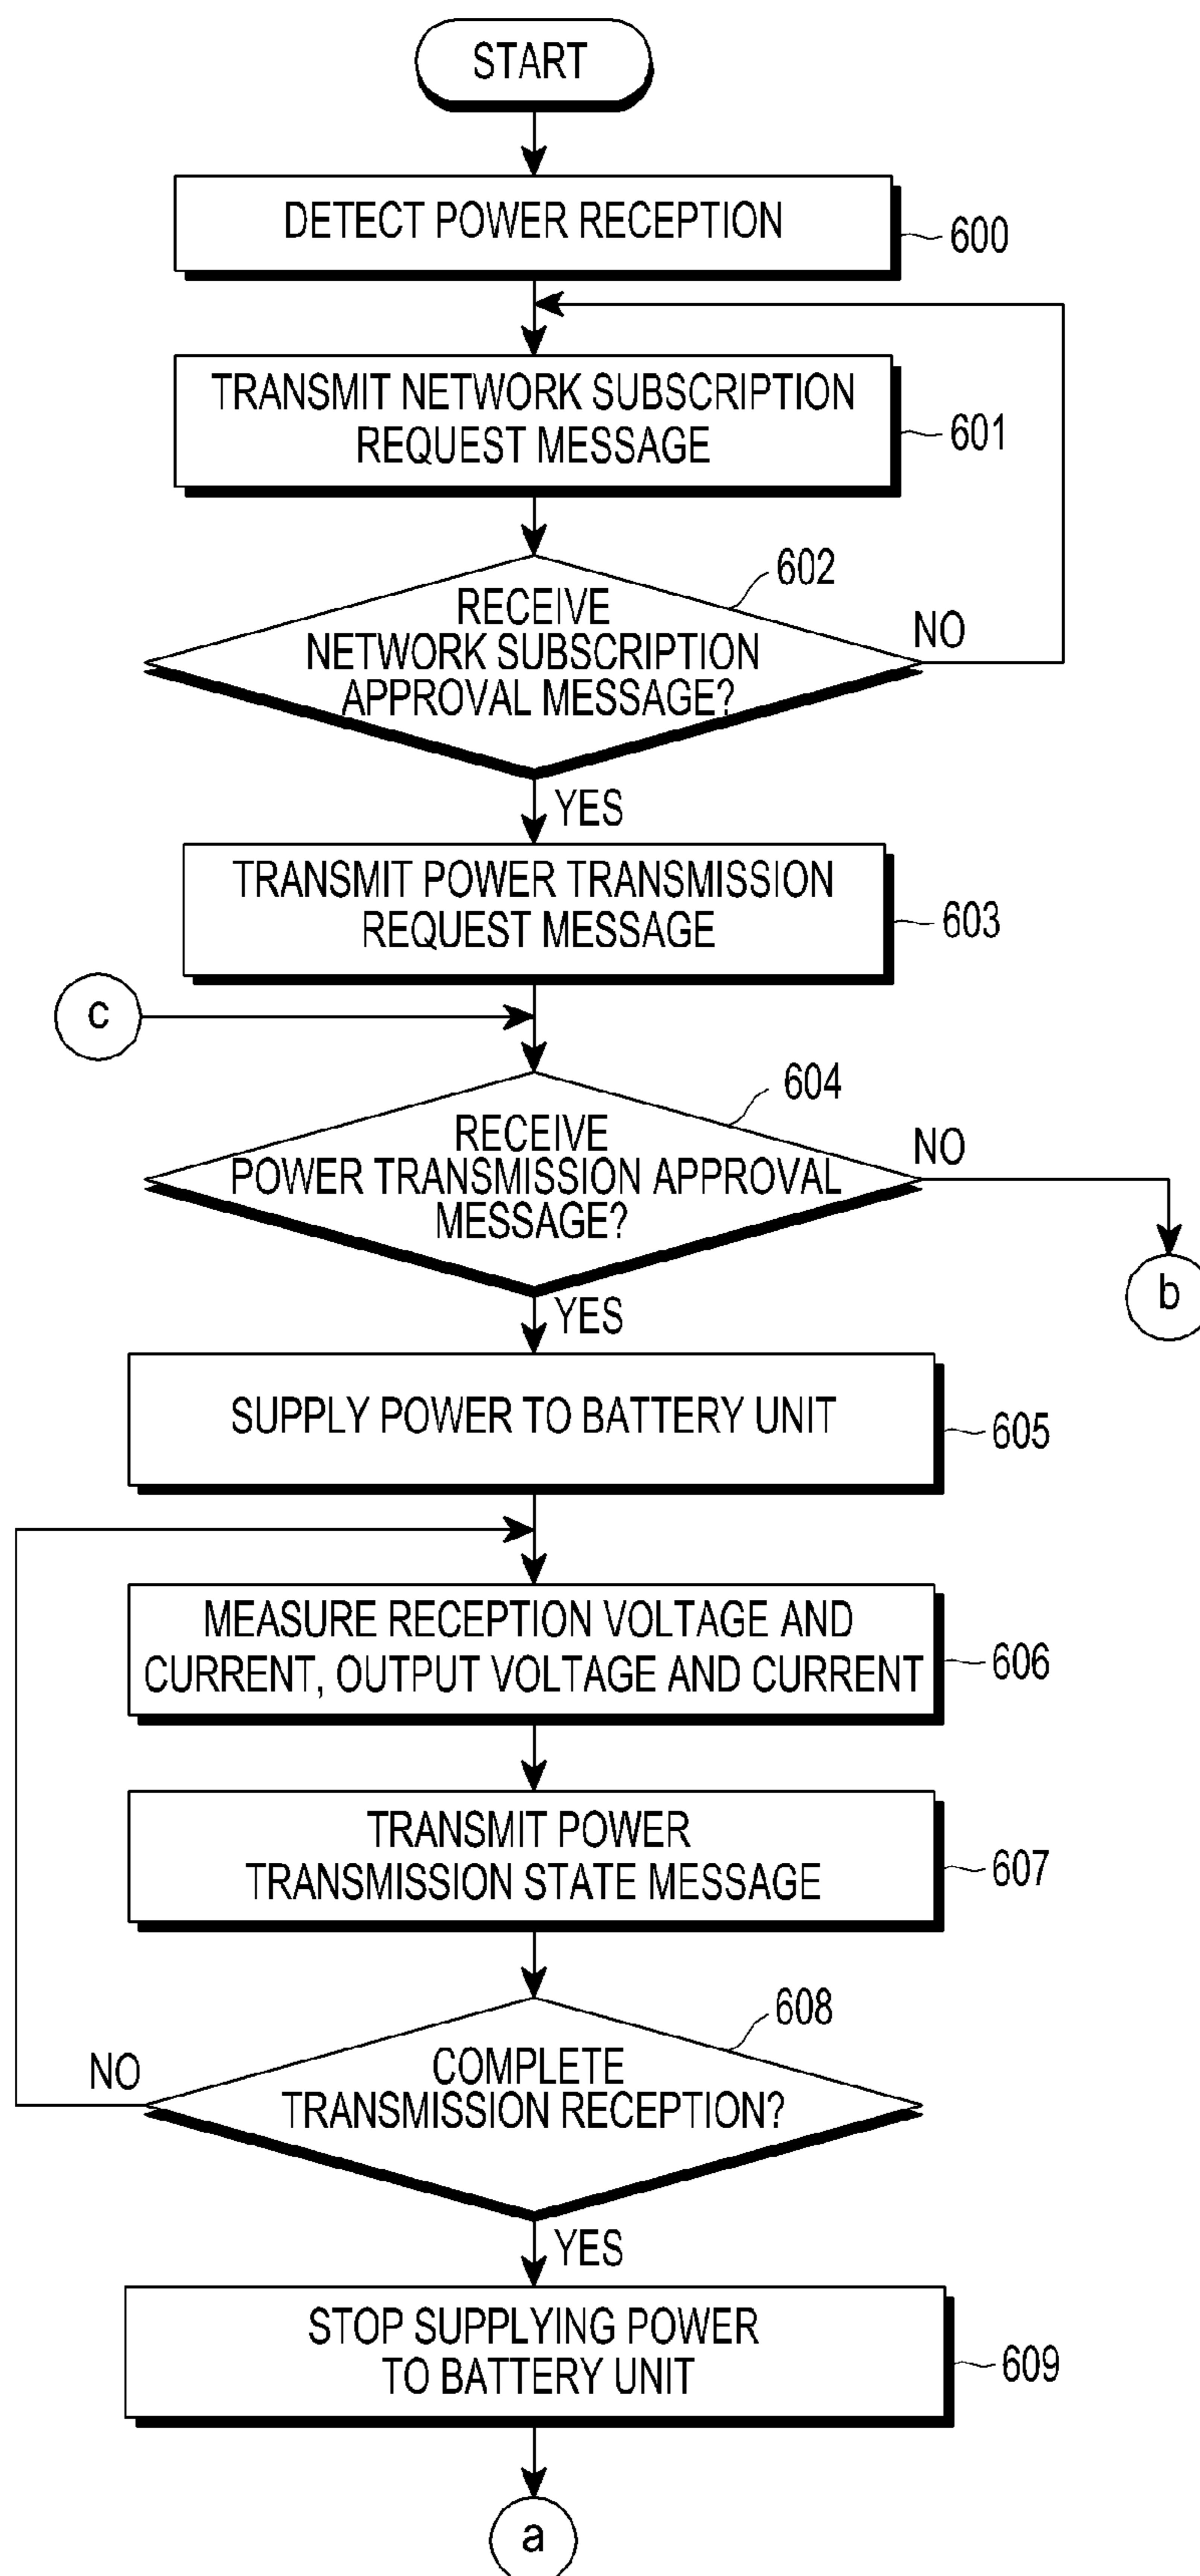 START
DETECT POWER RECEPTION
600
TRANSMIT NETWORK SUBSCRIPTION
REQUEST MESSAGE
601
602
RECEIVE
NETWORK SUBSCRIPTION
APPROVAL MESSAGE?
NO
YES
TRANSMIT POWER TRANSMISSION
REQUEST MESSAGE
603
c
604
RECEIVE
POWER TRANSMISSION APPROVAL
MESSAGE?
NO
b
YES
SUPPLY POWER TO BATTERY UNIT
605
MEASURE RECEPTION VOLTAGE AND
CURRENT, OUTPUT VOLTAGE AND CURRENT
606
TRANSMIT POWER
TRANSMISSION STATE MESSAGE
607
608
COMPLETE
TRANSMISSION RECEPTION?
NO
YES
STOP SUPPLYING POWER
TO BATTERY UNIT
609
a